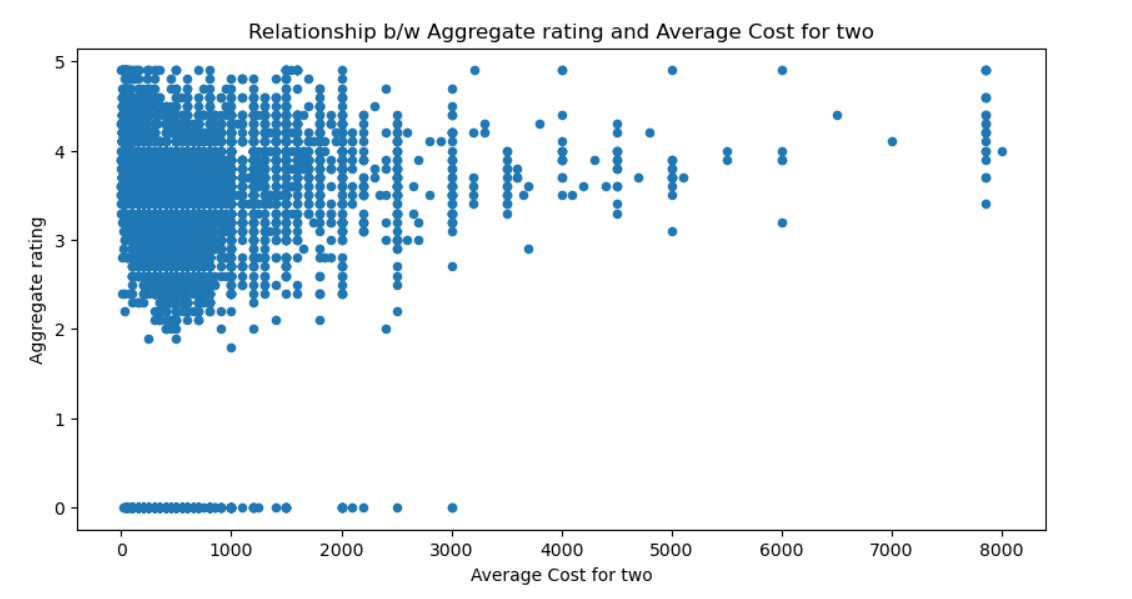 Relationship b/w Aggregate rating and Average Cost for two
5
4
3
2
1
0
Aggregate rating
0 1000 2000 3000 4000 5000 6000 7000 8000
Average Cost for two